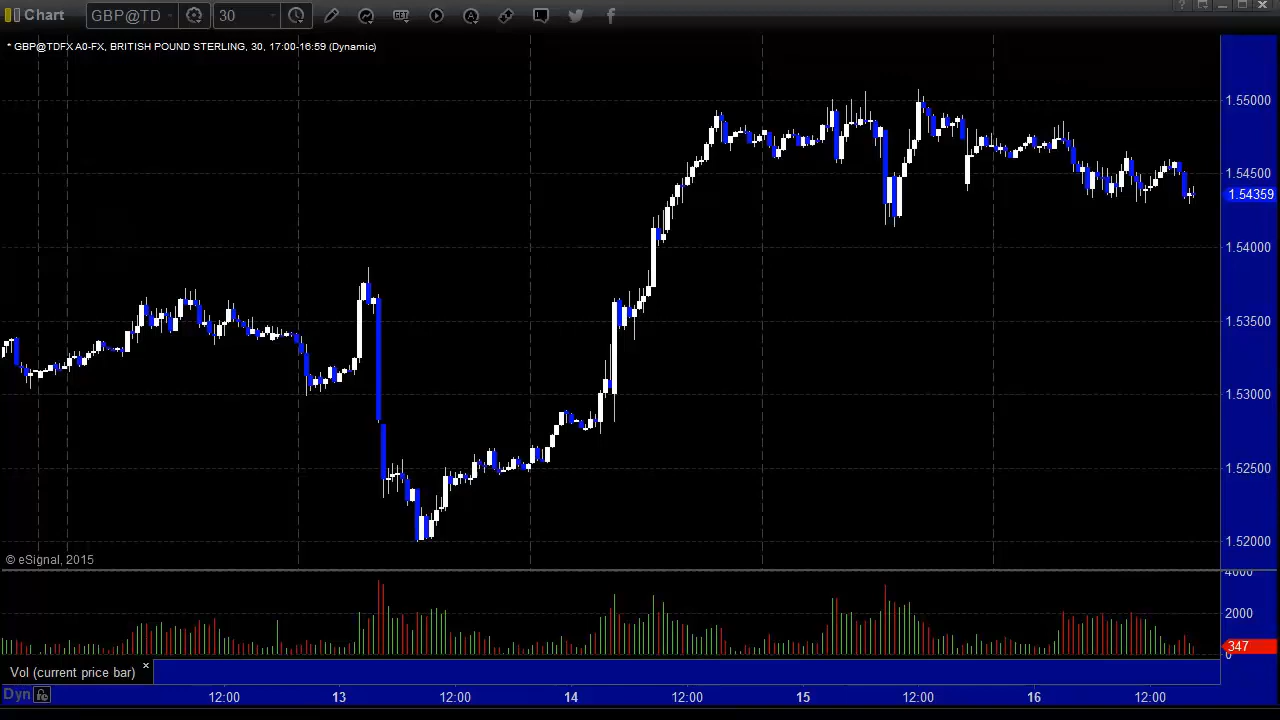 Chart GBP@TD 30 GET A
* GBP@TDFX A0-FX, BRITISH POUND STERLING, 30, 17:00-16:59 (Dynamic)
1.55000
1.54500
1.54359
1.54000
1.53500
1.53000
1.52500
1.52000
© eSignal, 2015
4000
2000
347
0
Vol (current price bar) ×
Dyn
12:00 13 12:00 14 12:00 15 12:00 16 12:00